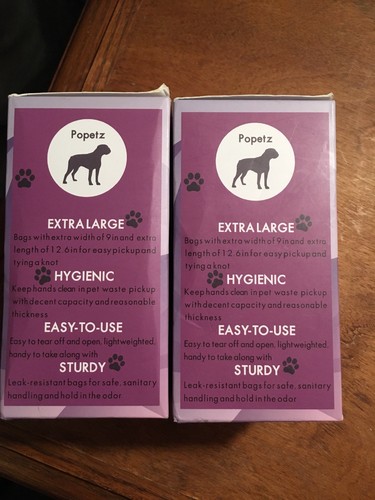 Popetz
EXTRA LARGE
Bags with extra width of 9in and extra
length of 12.6in for easy pickup and
tying a knot
HYGIENIC
Keep hands clean in pet waste pickup
with decent capacity and reasonable
thickness
EASY-TO-USE
Easy to tear off and open, lightweighted,
handy to take along with
STURDY
Leak-resistant bags for safe, sanitary
handling and hold in the odor
Popetz
EXTRA LARGE
Bags with extra width of 9in and extra
length of 12.6in for easy pickup and
tying a knot
HYGIENIC
Keep hands clean in pet waste pickup
with decent capacity and reasonable
thickness
EASY-TO-USE
Easy to tear off and open, lightweighted,
handy to take along with
STURDY
Leak-resistant bags for safe, sanitary
handling and hold in the odor